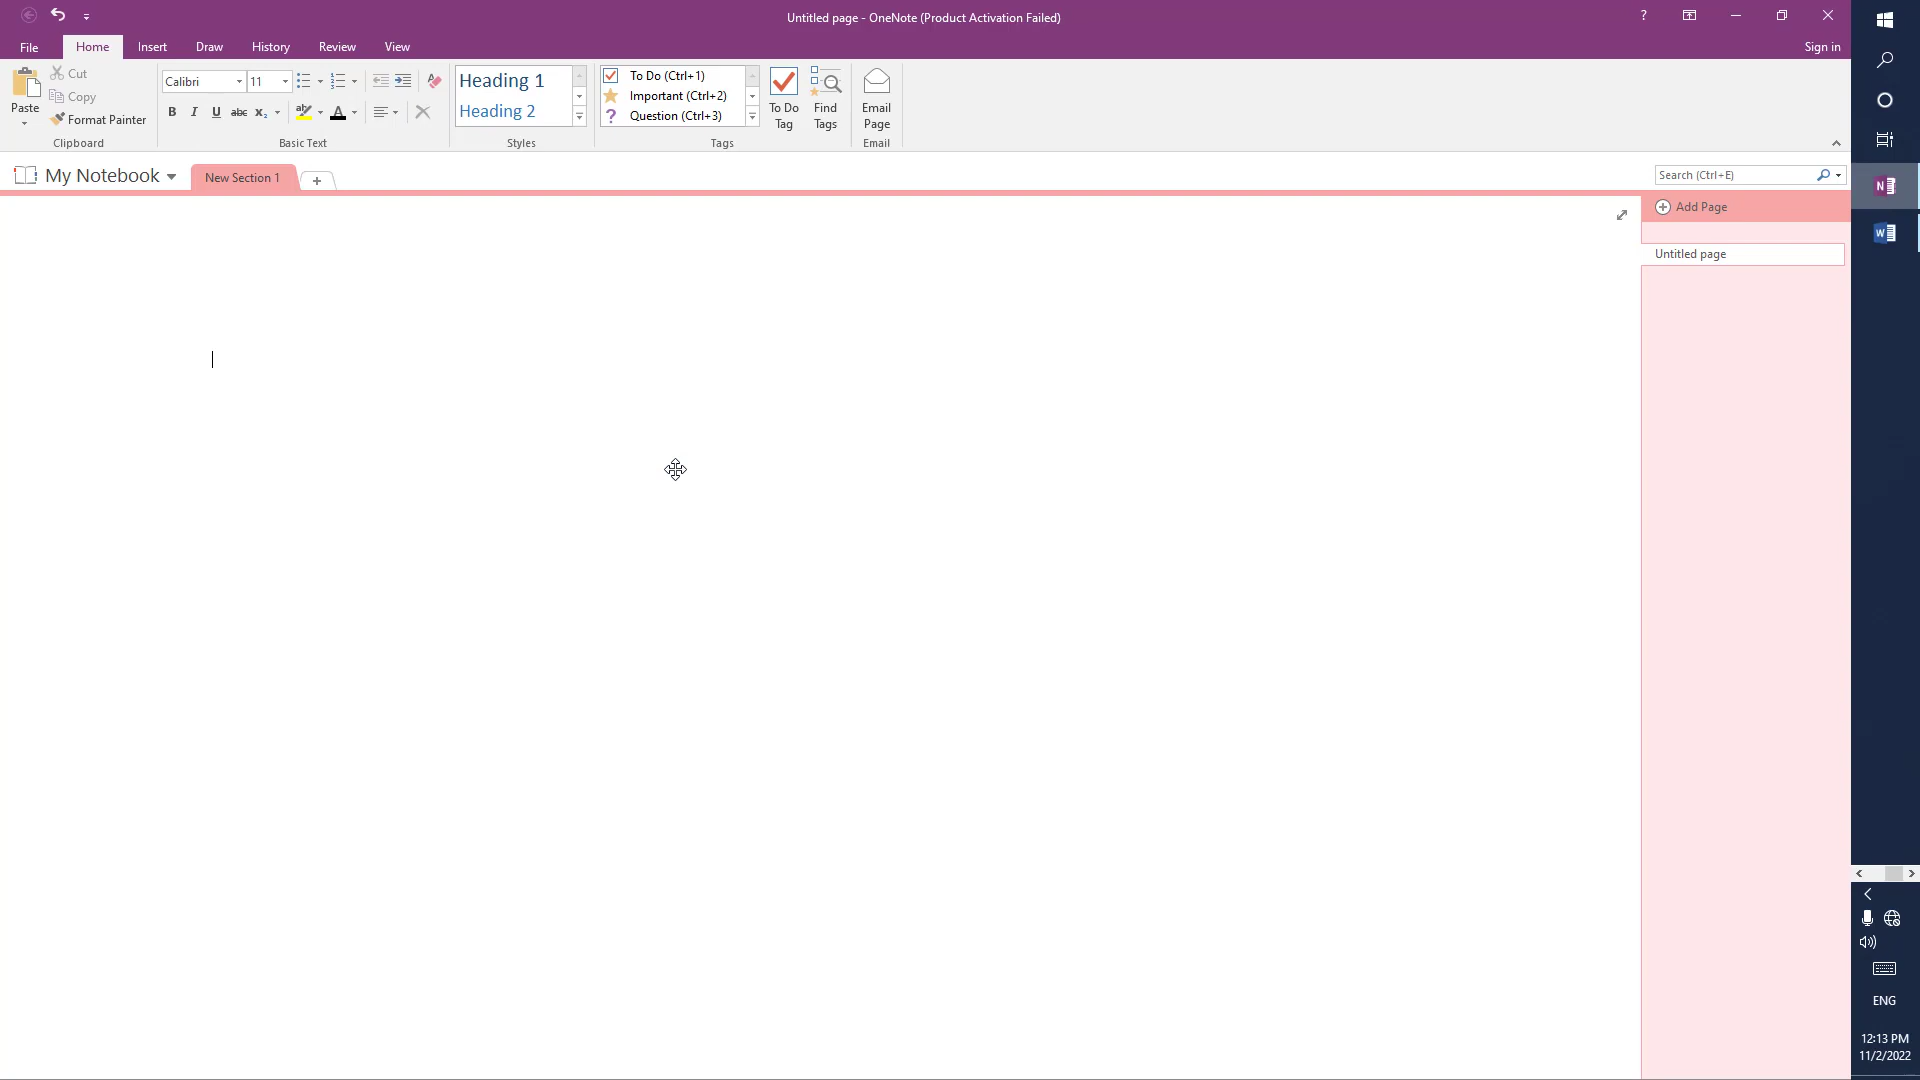 Untitled page - OneNote (Product Activation Failed)
?
File Home Insert Draw History Review View
Sign in
Paste
Cut
Copy
Format Painter
Clipboard
Calibri 11
B I U abc X₂ ab A
Basic Text
Heading 1
Heading 2
Styles
To Do (Ctrl+1)
Important (Ctrl+2)
? Question (Ctrl+3)
To Do Tag
Find Tags
Tags
Email Page
Email
My Notebook
New Section 1
Search (Ctrl+E)
Add Page
Untitled page
N
W
ENG
12:13 PM
11/2/2022